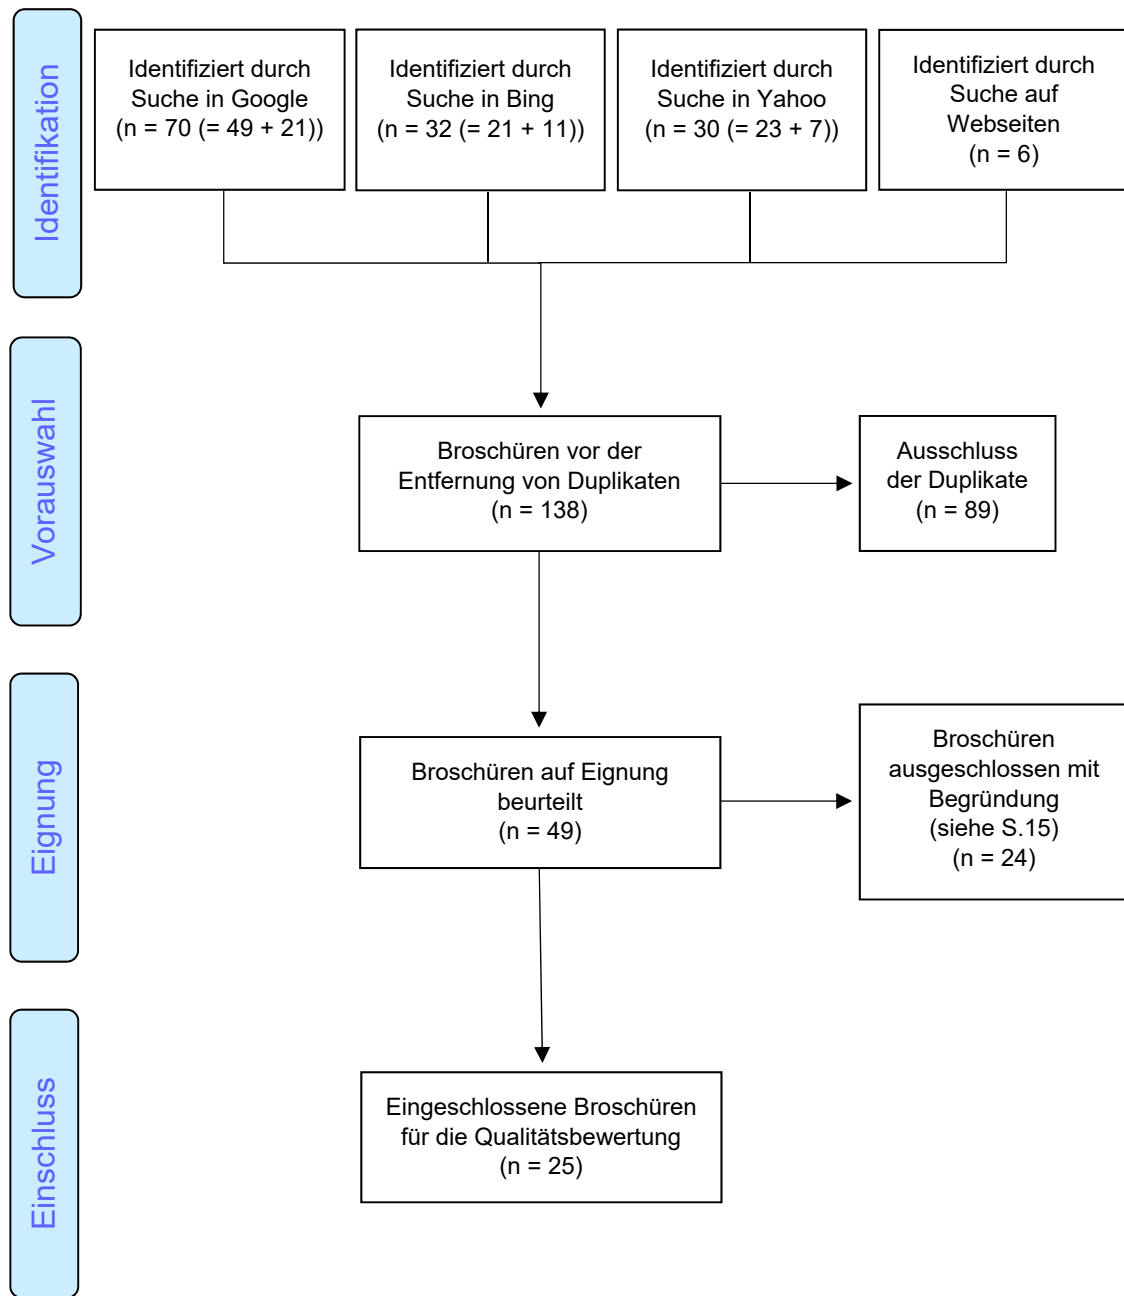 Identifikation
Identifiziert durch
Suche in Google
(n = 70 (= 49 + 21))
Identifiziert durch
Suche in Bing
(n = 32 (= 21 + 11))
Identifiziert durch
Suche in Yahoo
(n = 30 (= 23 + 7))
Identifiziert durch
Suche auf
Webseiten
(n = 6)
Vorauswahl
Broschüren vor der
Entfernung von Duplikaten
(n = 138)
Ausschluss
der Duplikate
(n = 89)
Eignung
Broschüren auf Eignung
beurteilt
(n = 49)
Broschüren
ausgeschlossen mit
Begründung
(siehe S.15)
(n = 24)
Einschluss
Eingeschlossene Broschüren
für die Qualitätsbewertung
(n = 25)